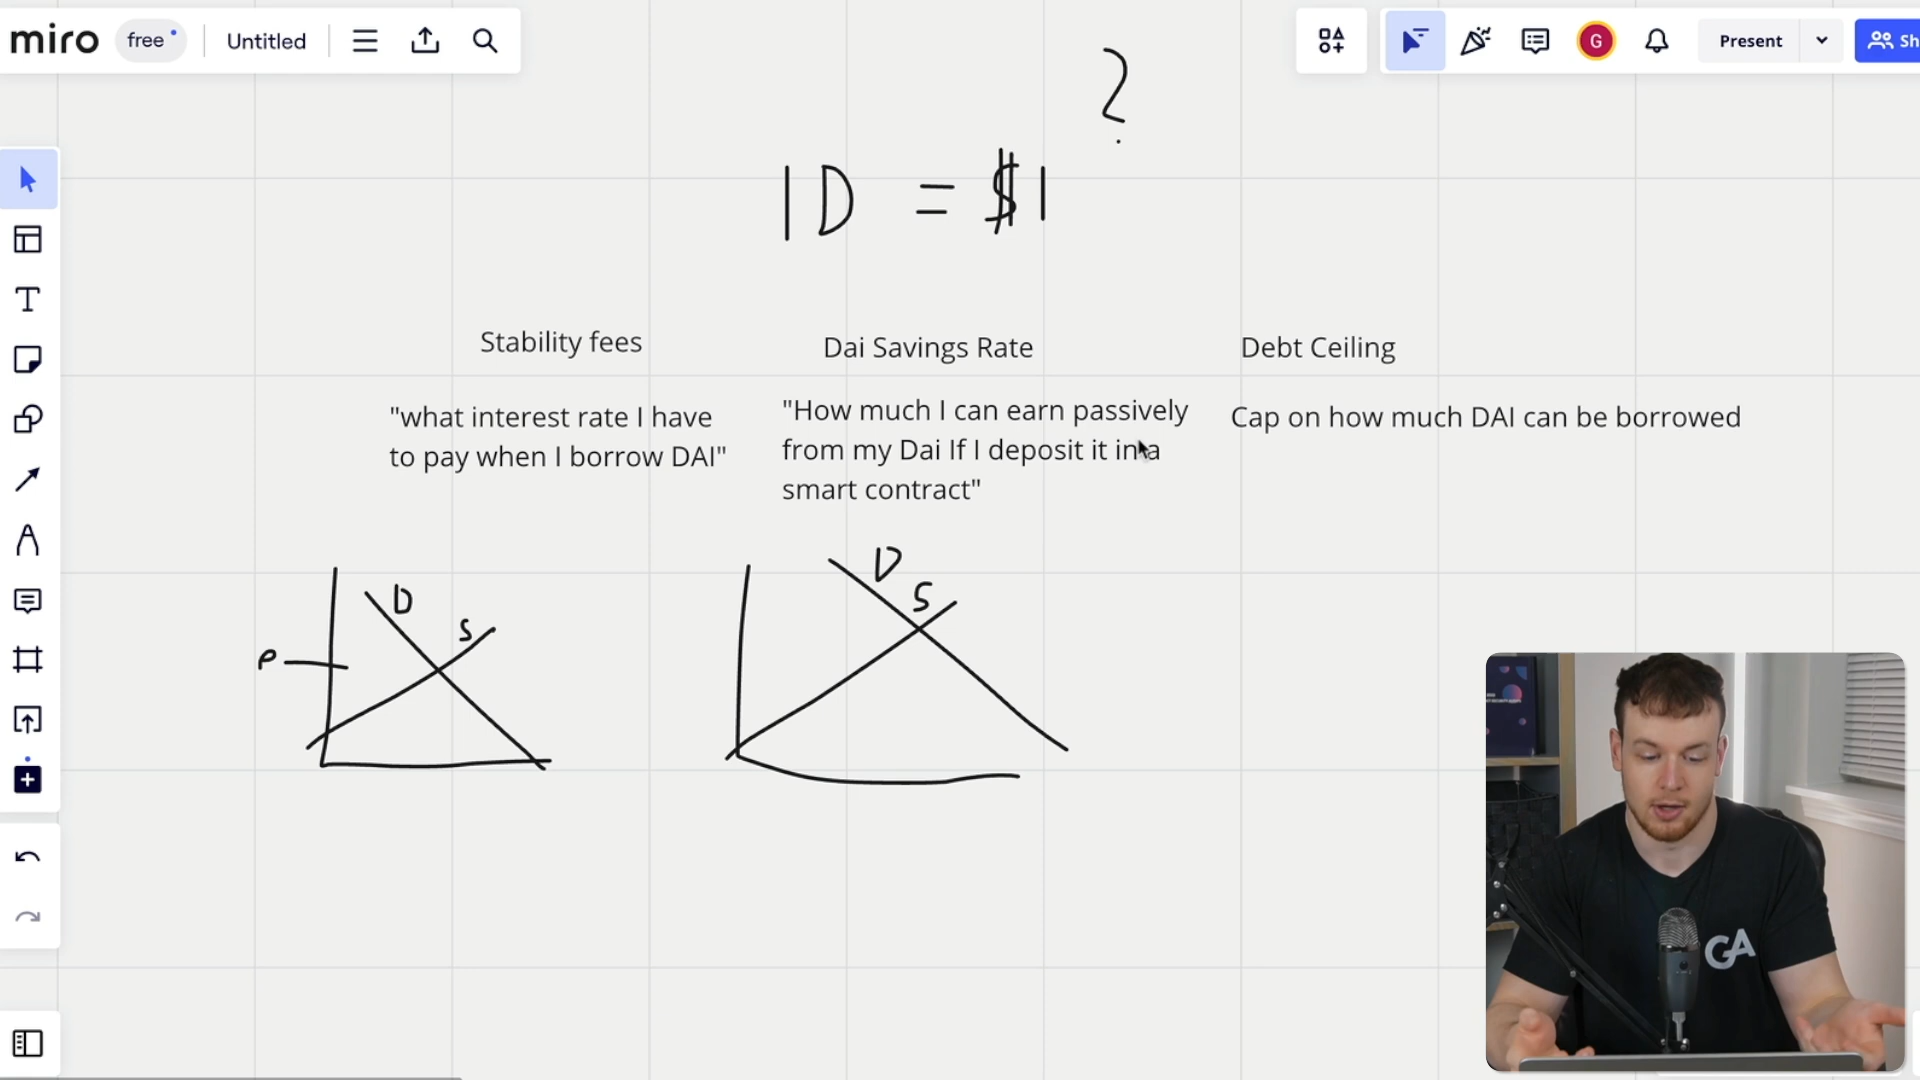 miro
free
Untitled
G
Present
Sh
?
1D = $1
Stability fees
Dai Savings Rate
Debt Ceiling
"what interest rate I have
to pay when I borrow DAI"
"How much I can earn passively
from my Dai If I deposit it in a
smart contract"
Cap on how much DAI can be borrowed
D
S
P
D
S
GA